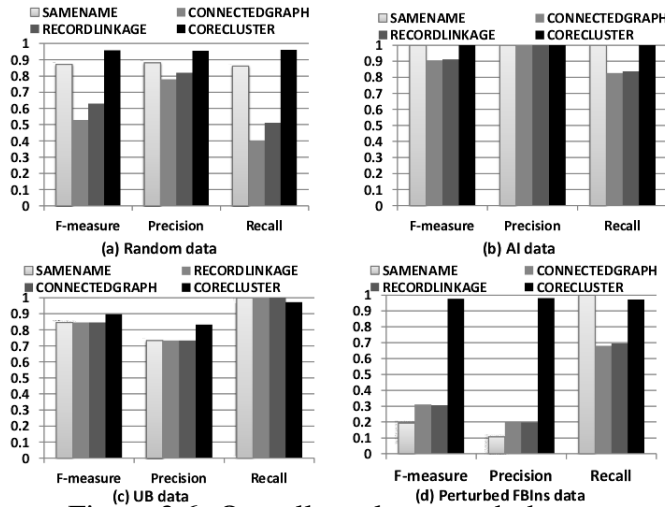 SAMENAME CONNECTEDGRAPH
RECORDLINKAGE CORECLUSTER
1
0.9
0.8
0.7
0.6
0.5
0.4
0.3
0.2
0.1
0
F-measure Precision Recall
(a) Random data
SAMENAME CONNECTEDGRAPH
RECORDLINKAGE CORECLUSTER
1
0.9
0.8
0.7
0.6
0.5
0.4
0.3
0.2
0.1
0
F-measure Precision Recall
(b) AI data
SAMENAME RECORDLINKAGE
CONNECTEDGRAPH CORECLUSTER
1
0.9
0.8
0.7
0.6
0.5
0.4
0.3
0.2
0.1
0
F-measure Precision Recall
(c) UB data
SAMENAME CONNECTEDGRAPH
RECORDLINKAGE CORECLUSTER
1
0.9
0.8
0.7
0.6
0.5
0.4
0.3
0.2
0.1
0
F-measure Precision Recall
(d) Perturbed FBIns data